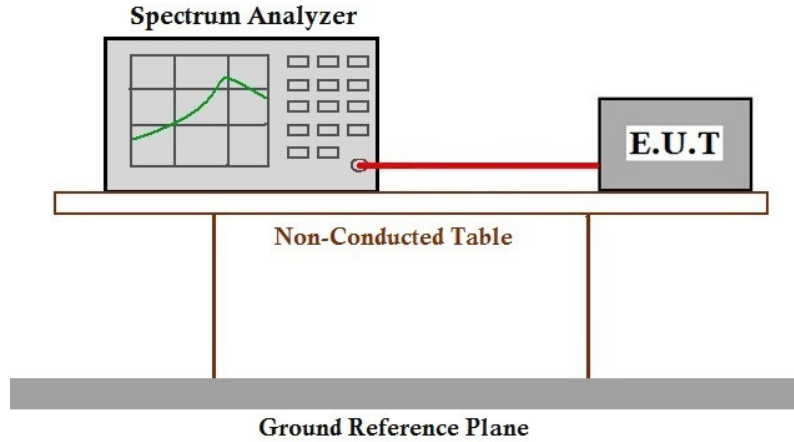 Spectrum Analyzer
E.U.T
Non-Conducted Table
Ground Reference Plane